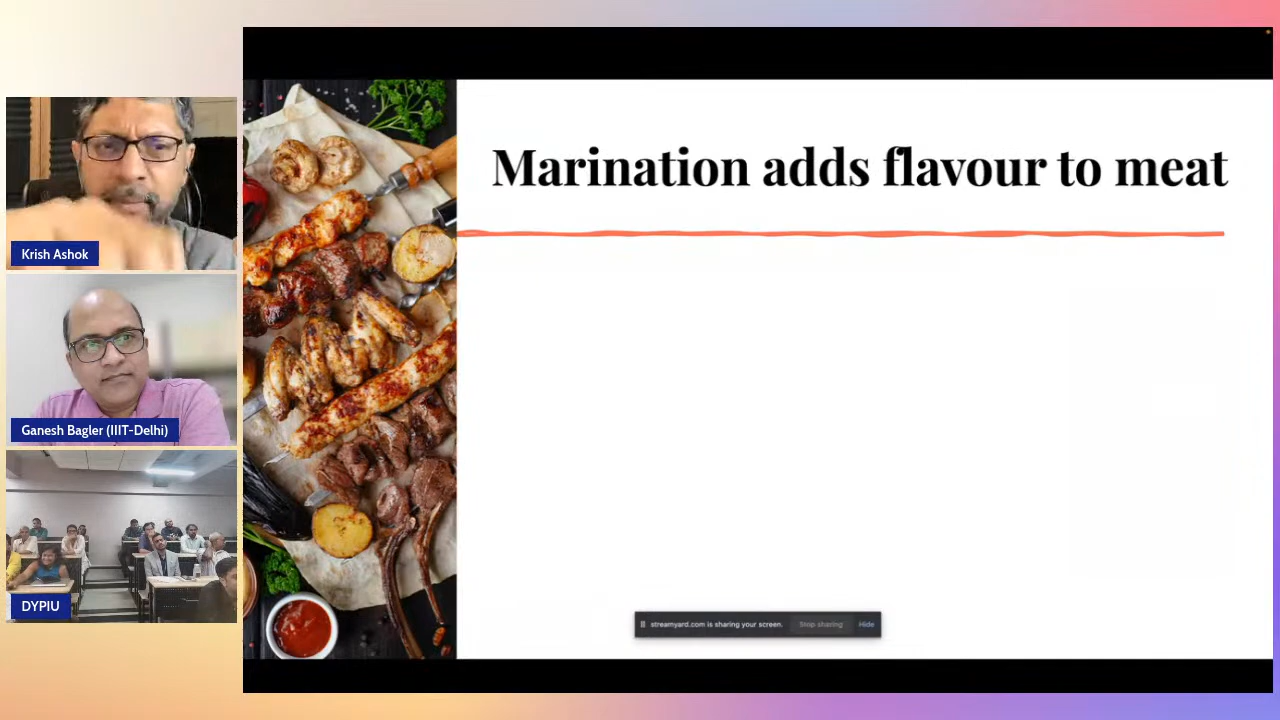 Krish Ashok
Ganesh Bagler (IIIT-Delhi)
DYPIU
Marination adds flavour to meat
streamyard.com is sharing your screen. Stop sharing Hide